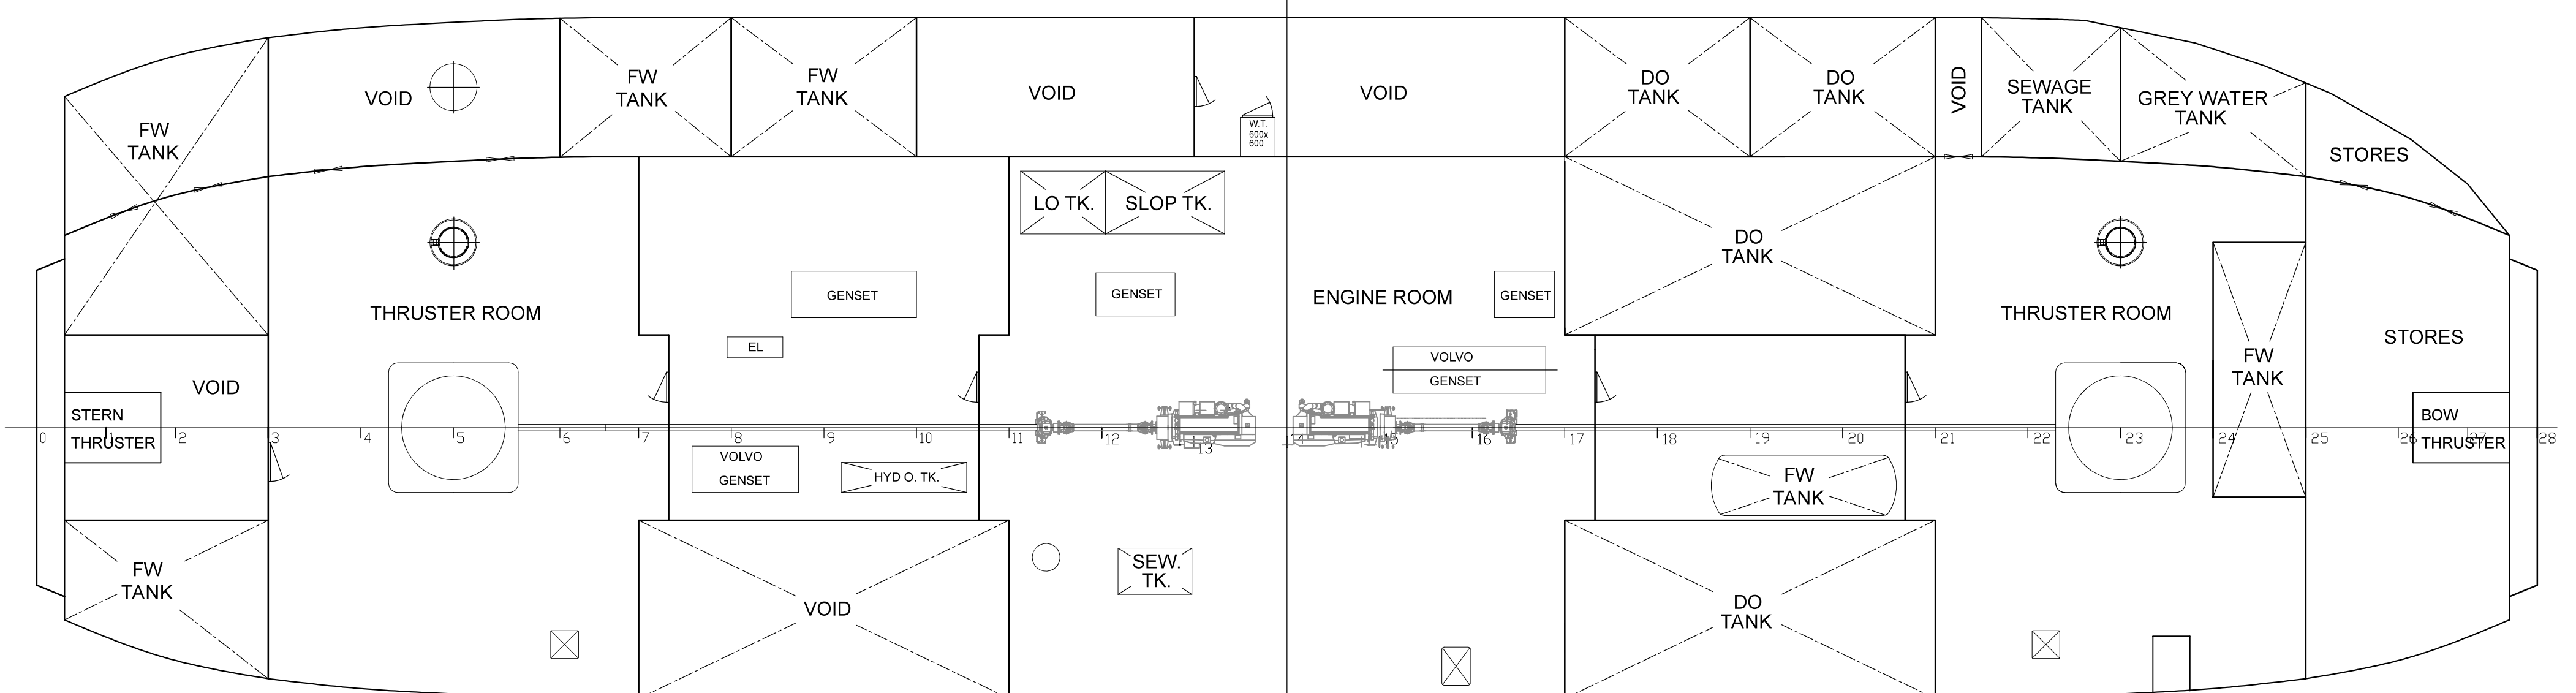 FW
TANK
VOID
FW
TANK
FW
TANK
VOID
W.T.
600x
600
VOID
DO
TANK
DO
TANK
VOID
SEWAGE
TANK
GREY WATER
TANK
STORES
LO TK.
SLOP TK.
DO
TANK
THRUSTER ROOM
GENSET
GENSET
ENGINE ROOM
GENSET
THRUSTER ROOM
STORES
EL
VOLVO
GENSET
FW
TANK
VOID
STERN
THRUSTER
BOW
THRUSTER
0 1 2 3 4 5 6 7 8 9 10 11 12 13 14 15 16 17 18 19 20 21 22 23 24 25 26 27 28
VOLVO
GENSET
HYD O. TK.
FW
TANK
FW
TANK
VOID
SEW.
TK.
DO
TANK